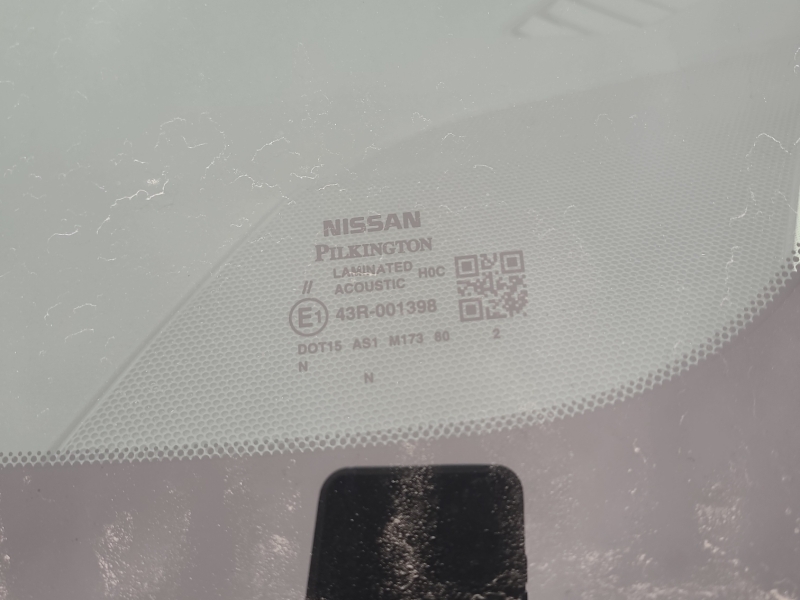 NISSAN
PILKINGTON
LAMINATED H0C
// ACOUSTIC
E1 43R-001398
DOT15 AS1 M173 60 2
N
N